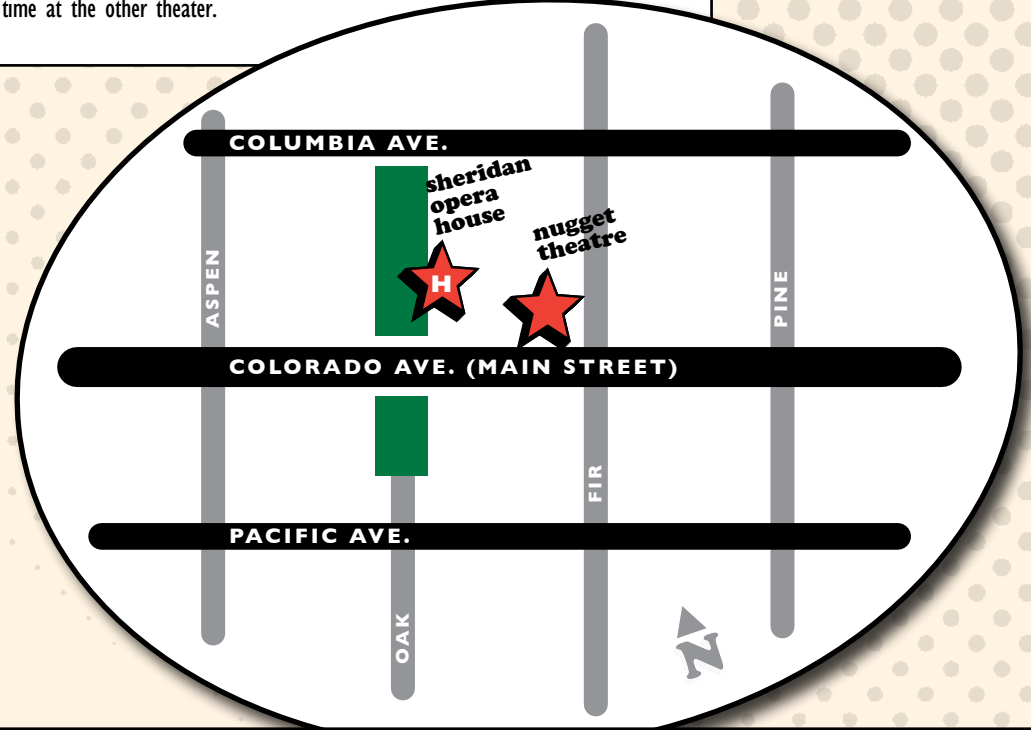 time at the other theater.
COLUMBIA AVE.
sheridan
opera
house
nugget
theatre
H
ASPEN
PINE
COLORADO AVE. (MAIN STREET)
FIR
PACIFIC AVE.
OAK
N